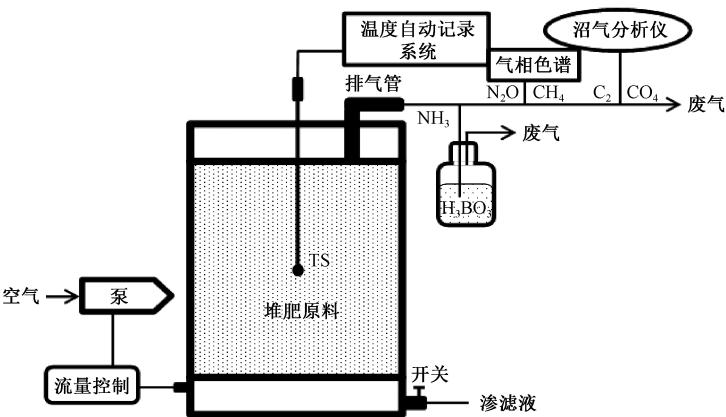 温度自动记录
系统
沼气分析仪
气相色谱
排气管
N₂O CH₄ C₂ CO₄
废气
NH₃
废气
H₃BO₃
TS
空气
泵
堆肥原料
流量控制
开关
渗滤液